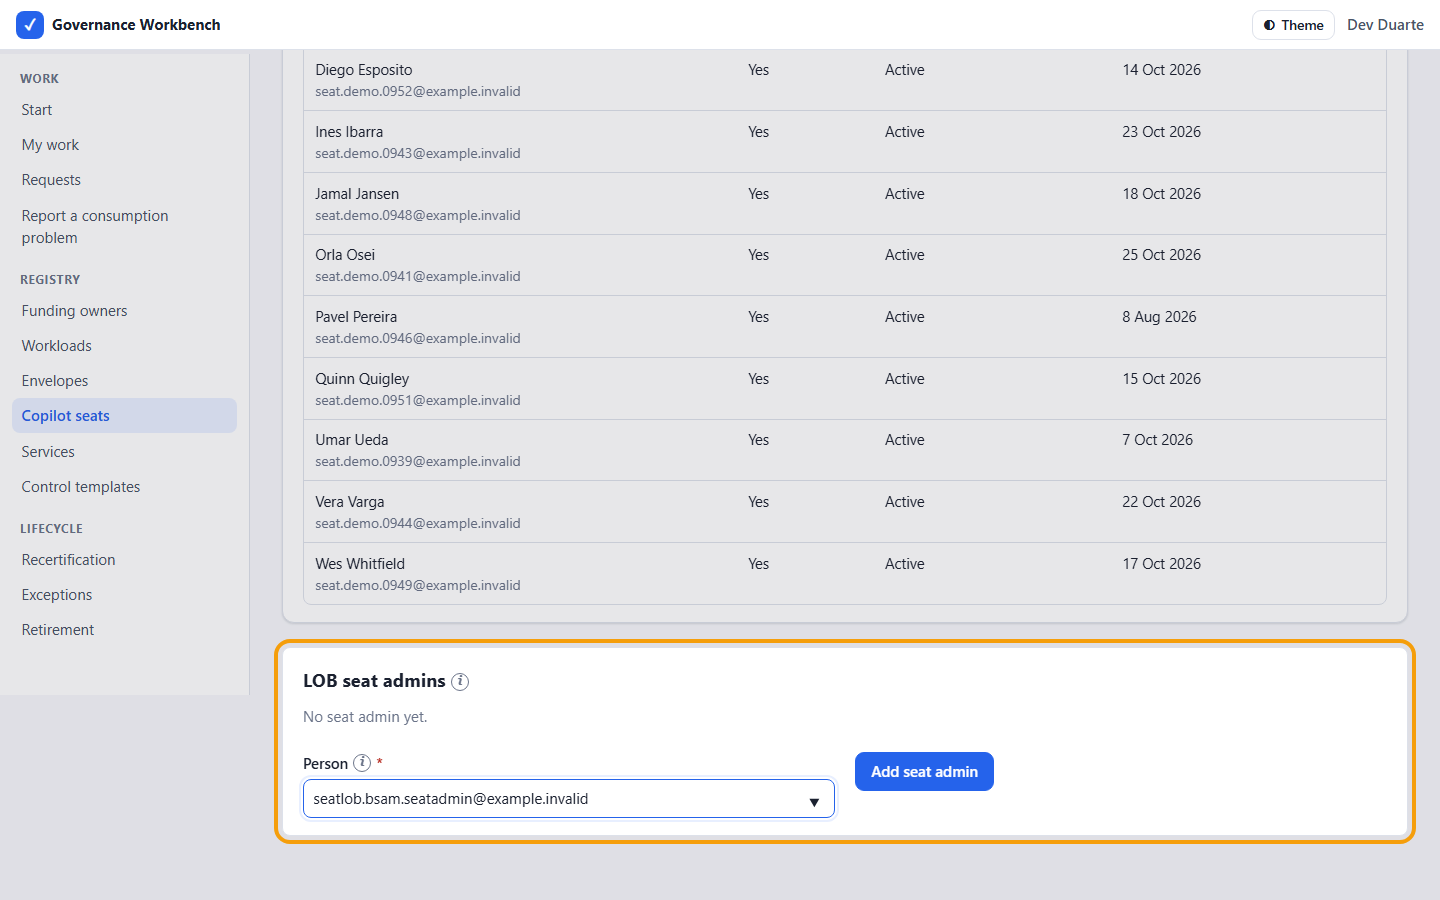 Governance Workbench
Theme
Dev Duarte
WORK
Start
My work
Requests
Report a consumption
problem
REGISTRY
Funding owners
Workloads
Envelopes
Copilot seats
Services
Control templates
LIFECYCLE
Recertification
Exceptions
Retirement
Diego Esposito Yes Active 14 Oct 2026
seat.demo.0952@example.invalid
Ines Ibarra Yes Active 23 Oct 2026
seat.demo.0943@example.invalid
Jamal Jansen Yes Active 18 Oct 2026
seat.demo.0948@example.invalid
Orla Osei Yes Active 25 Oct 2026
seat.demo.0941@example.invalid
Pavel Pereira Yes Active 8 Aug 2026
seat.demo.0946@example.invalid
Quinn Quigley Yes Active 15 Oct 2026
seat.demo.0951@example.invalid
Umar Ueda Yes Active 7 Oct 2026
seat.demo.0939@example.invalid
Vera Varga Yes Active 22 Oct 2026
seat.demo.0944@example.invalid
Wes Whitfield Yes Active 17 Oct 2026
seat.demo.0949@example.invalid
LOB seat admins i
No seat admin yet.
Person i *
seatlob.bsam.seatadmin@example.invalid
Add seat admin